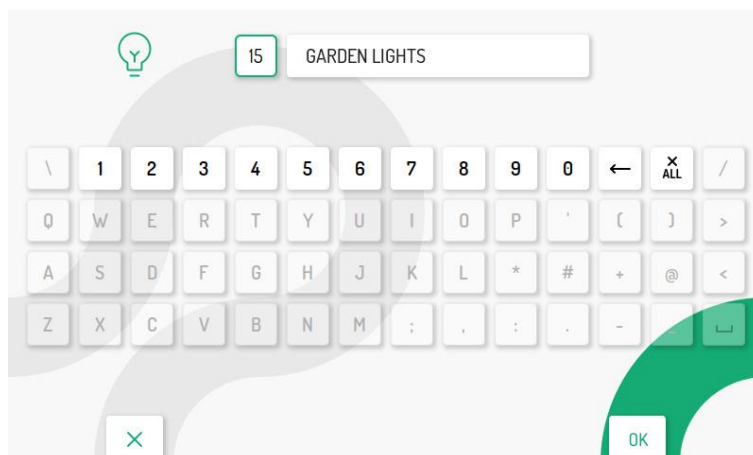 15 GARDEN LIGHTS
\ 1 2 3 4 5 6 7 8 9 0 ← × ALL /
Q W E R T Y U I O P ' ( ) >
A S D F G H J K L * # + @ <
Z X C V B N M ; , : . - _
OK